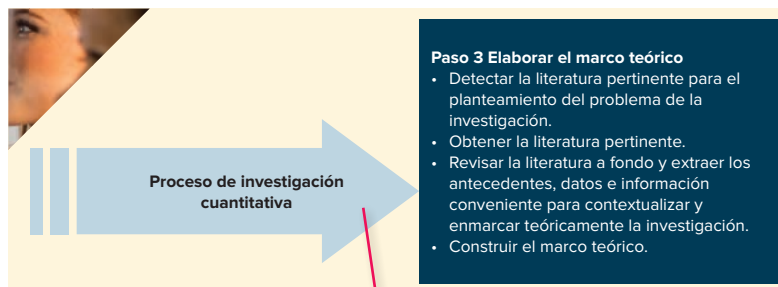 Proceso de investigación
cuantitativa
Paso 3 Elaborar el marco teórico
• Detectar la literatura pertinente para el
planteamiento del problema de la
investigación.
• Obtener la literatura pertinente.
• Revisar la literatura a fondo y extraer los
antecedentes, datos e información
conveniente para contextualizar y
enmarcar teóricamente la investigación.
• Construir el marco teórico.